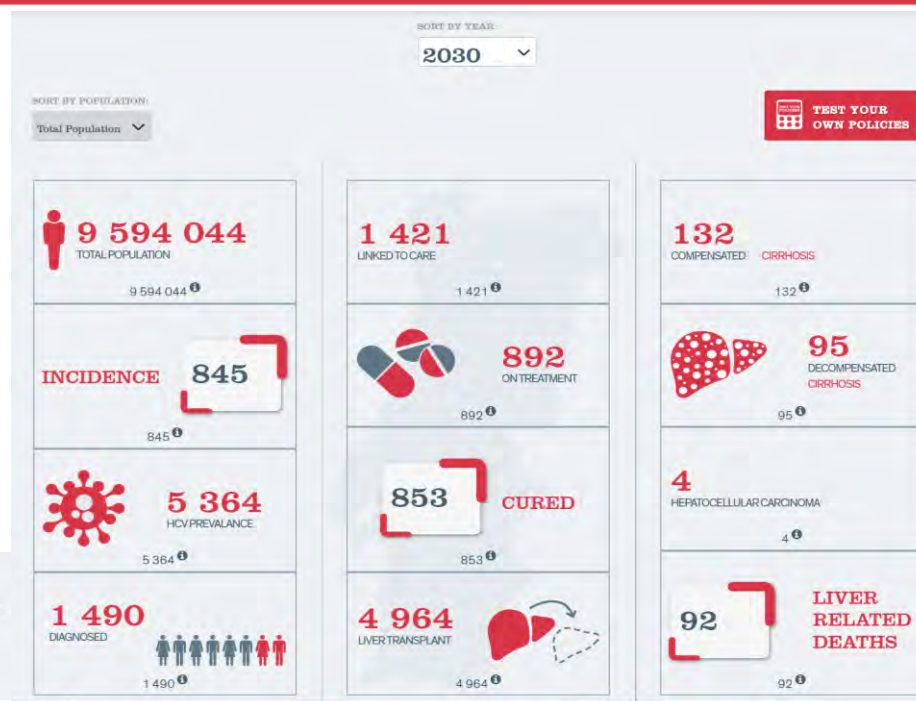 SORT BY YEAR:
2030
SORT BY POPULATION:
Total Population
TEST YOUR
OWN POLICIES
9 594 044
TOTAL POPULATION
9 594 044
INCIDENCE 845
845
5 364
HCV PREVALANCE
5 364
1 490
DIAGNOSED
1 490
1 421
LINKED TO CARE
1 421
892
ON TREATMENT
892
853 CURED
853
4 964
LIVER TRANSPLANT
4 964
132
COMPENSATED CIRRHOSIS
132
95
DECOMPENSATED
CIRRHOSIS
95
4
HEPATOCELLULAR CARCINOMA
4
92
LIVER
RELATED
DEATHS
92